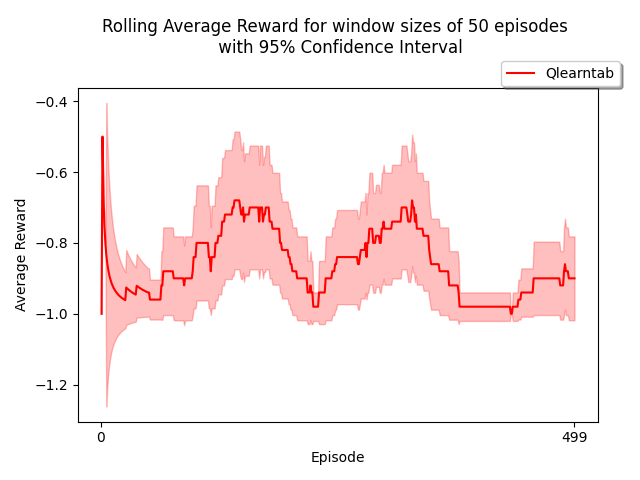 Rolling Average Reward for window sizes of 50 episodes
with 95% Confidence Interval
Qlearntab
−0.4
−0.6
−0.8
−1.0
−1.2
Average Reward
0
499
Episode